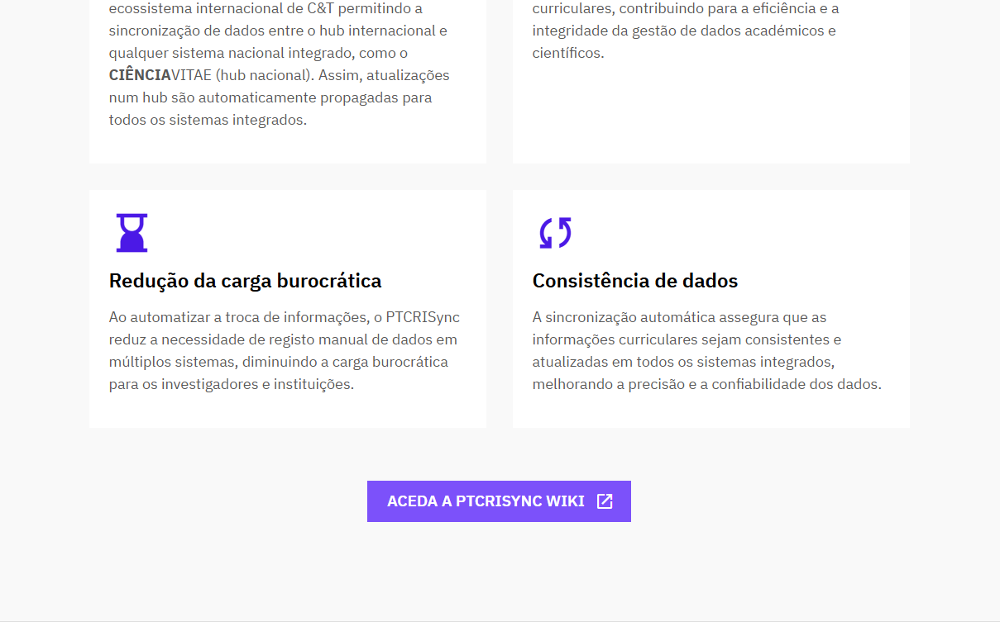 ecossistema internacional de C&T permitindo a
sincronização de dados entre o hub internacional e
qualquer sistema nacional integrado, como o
CIÊNCIAVITAE (hub nacional). Assim, atualizações
num hub são automaticamente propagadas para
todos os sistemas integrados.
curriculares, contribuindo para a eficiência e a
integridade da gestão de dados académicos e
científicos.
Redução da carga burocrática
Ao automatizar a troca de informações, o PTCRISync
reduz a necessidade de registo manual de dados em
múltiplos sistemas, diminuindo a carga burocrática
para os investigadores e instituições.
Consistência de dados
A sincronização automática assegura que as
informações curriculares sejam consistentes e
atualizadas em todos os sistemas integrados,
melhorando a precisão e a confiabilidade dos dados.
ACEDA A PTCRISYNC WIKI